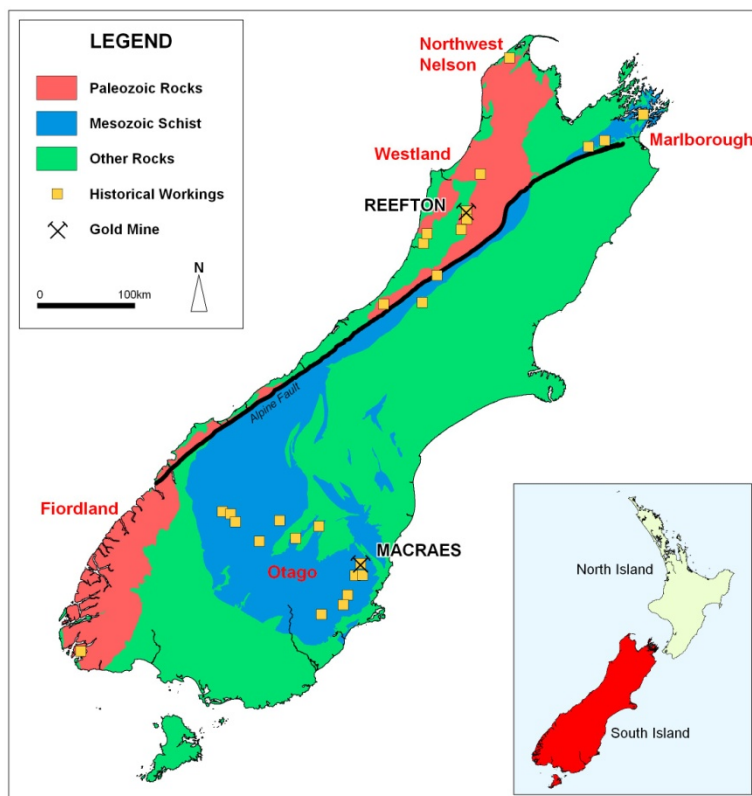 LEGEND
Paleozoic Rocks
Mesozoic Schist
Other Rocks
Historical Workings
Gold Mine
0
100km
N
Northwest
Nelson
Westland
Marlborough
REEFTON
Alpine Fault
Fiordland
MACRAES
Otago
North Island
South Island